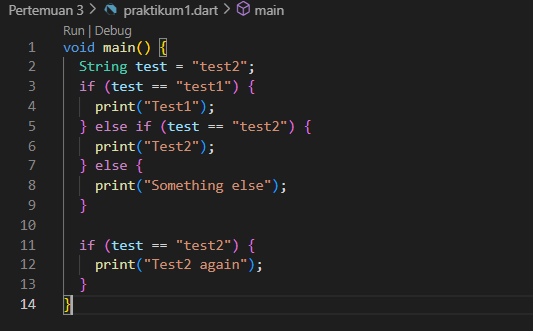 Pertemuan 3 > praktikum1.dart > main
Run | Debug
1 void main() {
2   String test = "test2";
3   if (test == "test1") {
4     print("Test1");
5   } else if (test == "test2") {
6     print("Test2");
7   } else {
8     print("Something else");
9   }
10
11   if (test == "test2") {
12     print("Test2 again");
13   }
14 }